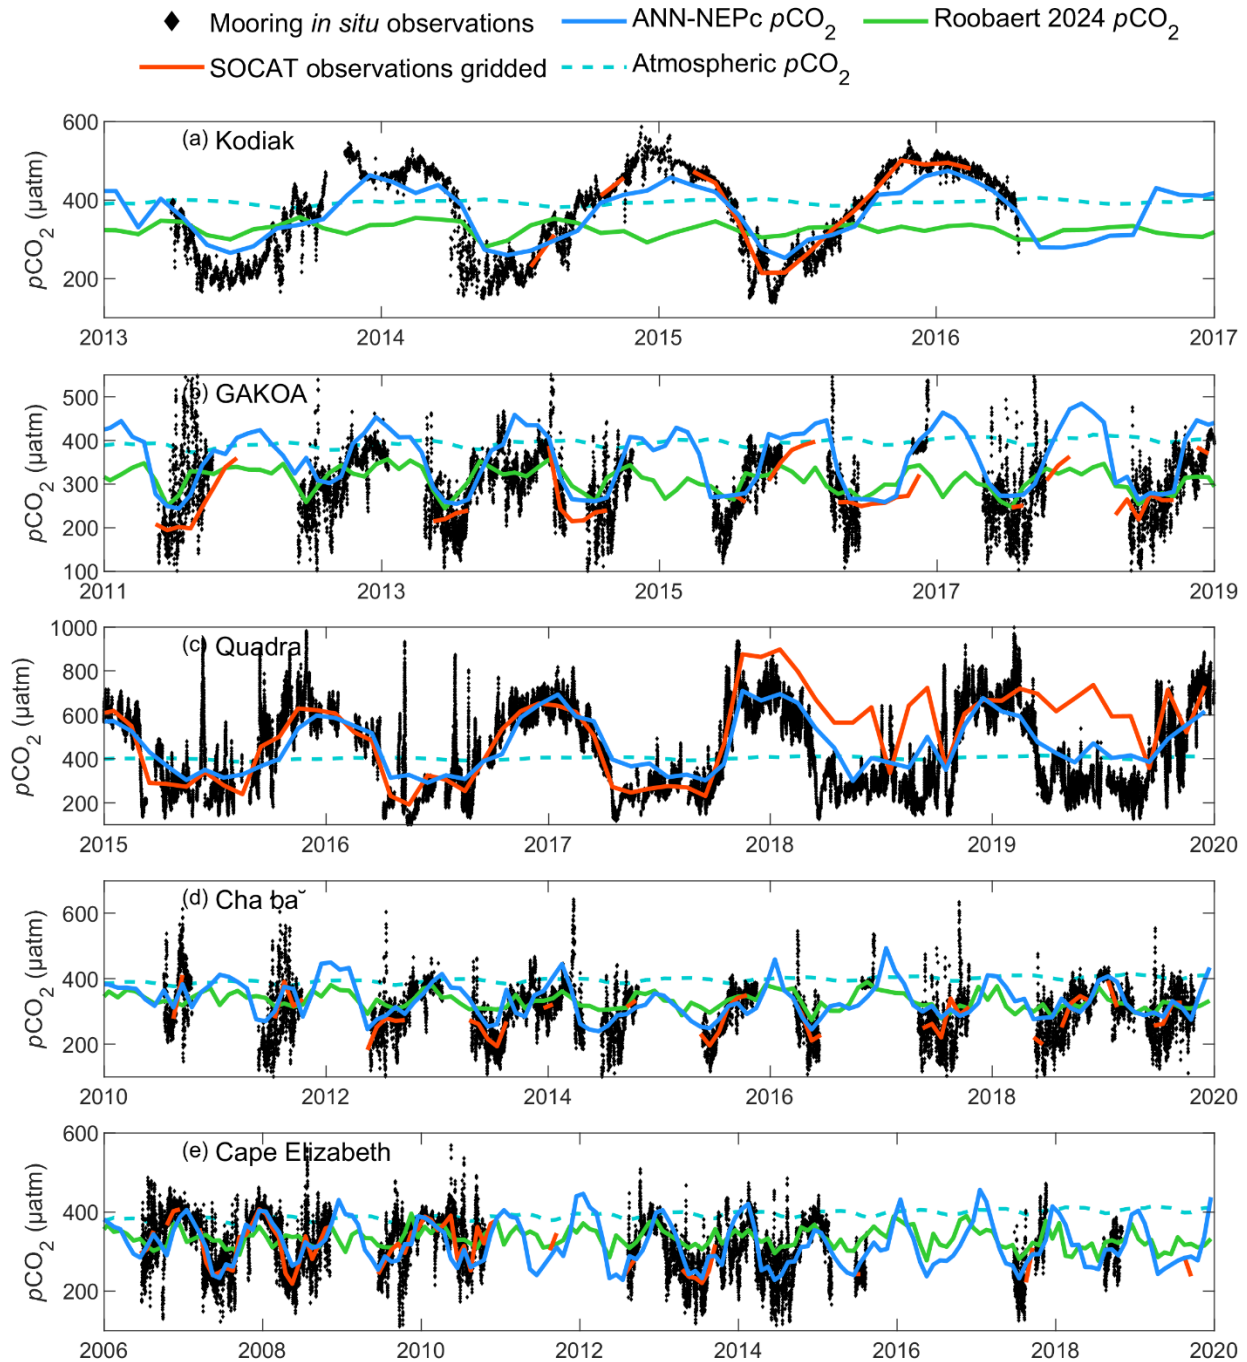 Mooring in situ observations
ANN-NEPc pCO2
Roobaert 2024 pCO2
SOCAT observations gridded
Atmospheric pCO2
(a) Kodiak
pCO2 (µatm)
600
400
200
2013 2014 2015 2016 2017
(b) GAKOA
pCO2 (µatm)
500
400
300
200
100
2011 2013 2015 2017 2019
(c) Quadra
pCO2 (µatm)
1000
800
600
400
200
2015 2016 2017 2018 2019 2020
(d) Cha ba˘
pCO2 (µatm)
600
400
200
2010 2012 2014 2016 2018 2020
(e) Cape Elizabeth
pCO2 (µatm)
600
400
200
2006 2008 2010 2012 2014 2016 2018 2020